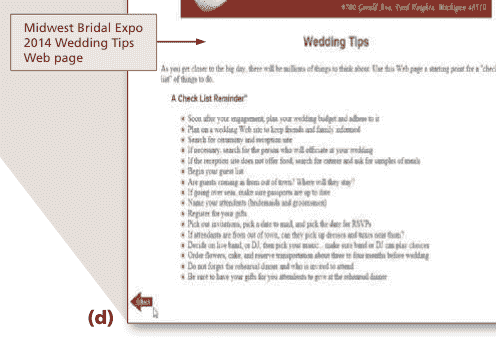 4700 Gerald Ave, Port Heights, Michigan
Midwest Bridal Expo
2014 Wedding Tips
Web page
Wedding Tips
As you get closer to the big day, there will be millions of things to think about. Use this Web page a starting point for a "check
list" of things to do.
A Check List Reminder"
Soon after your engagement, plan your wedding budget and adhere to it
Plan on a wedding Web site to keep friends and family informed
Search for ceremony and reception site
If necessary, search for the person who will officiate at your wedding
If the reception site does not offer food, search for caterer and ask for samples of meals
Begin your guest list
Are guests coming in from out of town? Where will they stay?
If going over seas, make sure passports are up to date
Name your attendents (bridesmaids and groomsmen)
Register for your gifts
Pick out invitations, pick a date to mail, and pick the date for RSVPs
If attendents are from out of town, can they pick up dresses and tuxes near them?
Decide on live band, or DJ, then pick your music... make sure band or DJ can play choices
Order flowers, cake, and reserve transportation about three to four months before wedding
Do not forget the rehearsal dinner and who is invited to attend
Be sure to have your gifts for you attendents to give at the rehearsal dinner
Back
(d)